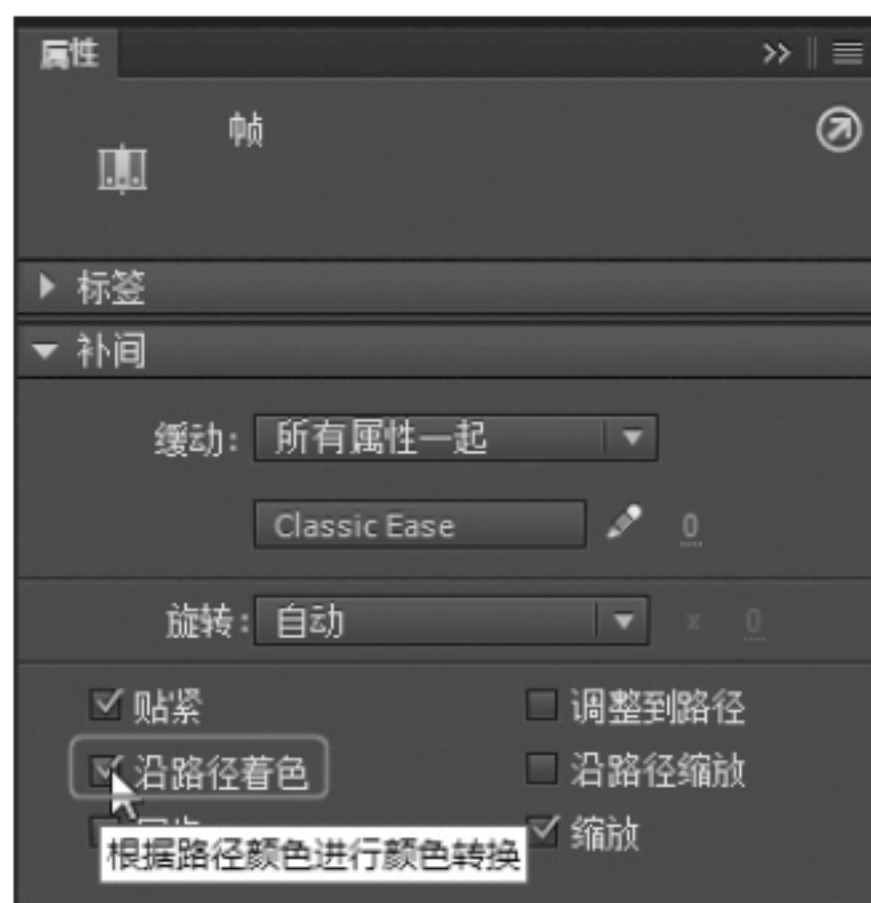 属性
帧
标签
补间
缓动: 所有属性一起
Classic Ease 0
旋转: 自动 x 0
贴紧 调整到路径
沿路径着色 沿路径缩放
缩放
根据路径颜色进行颜色转换